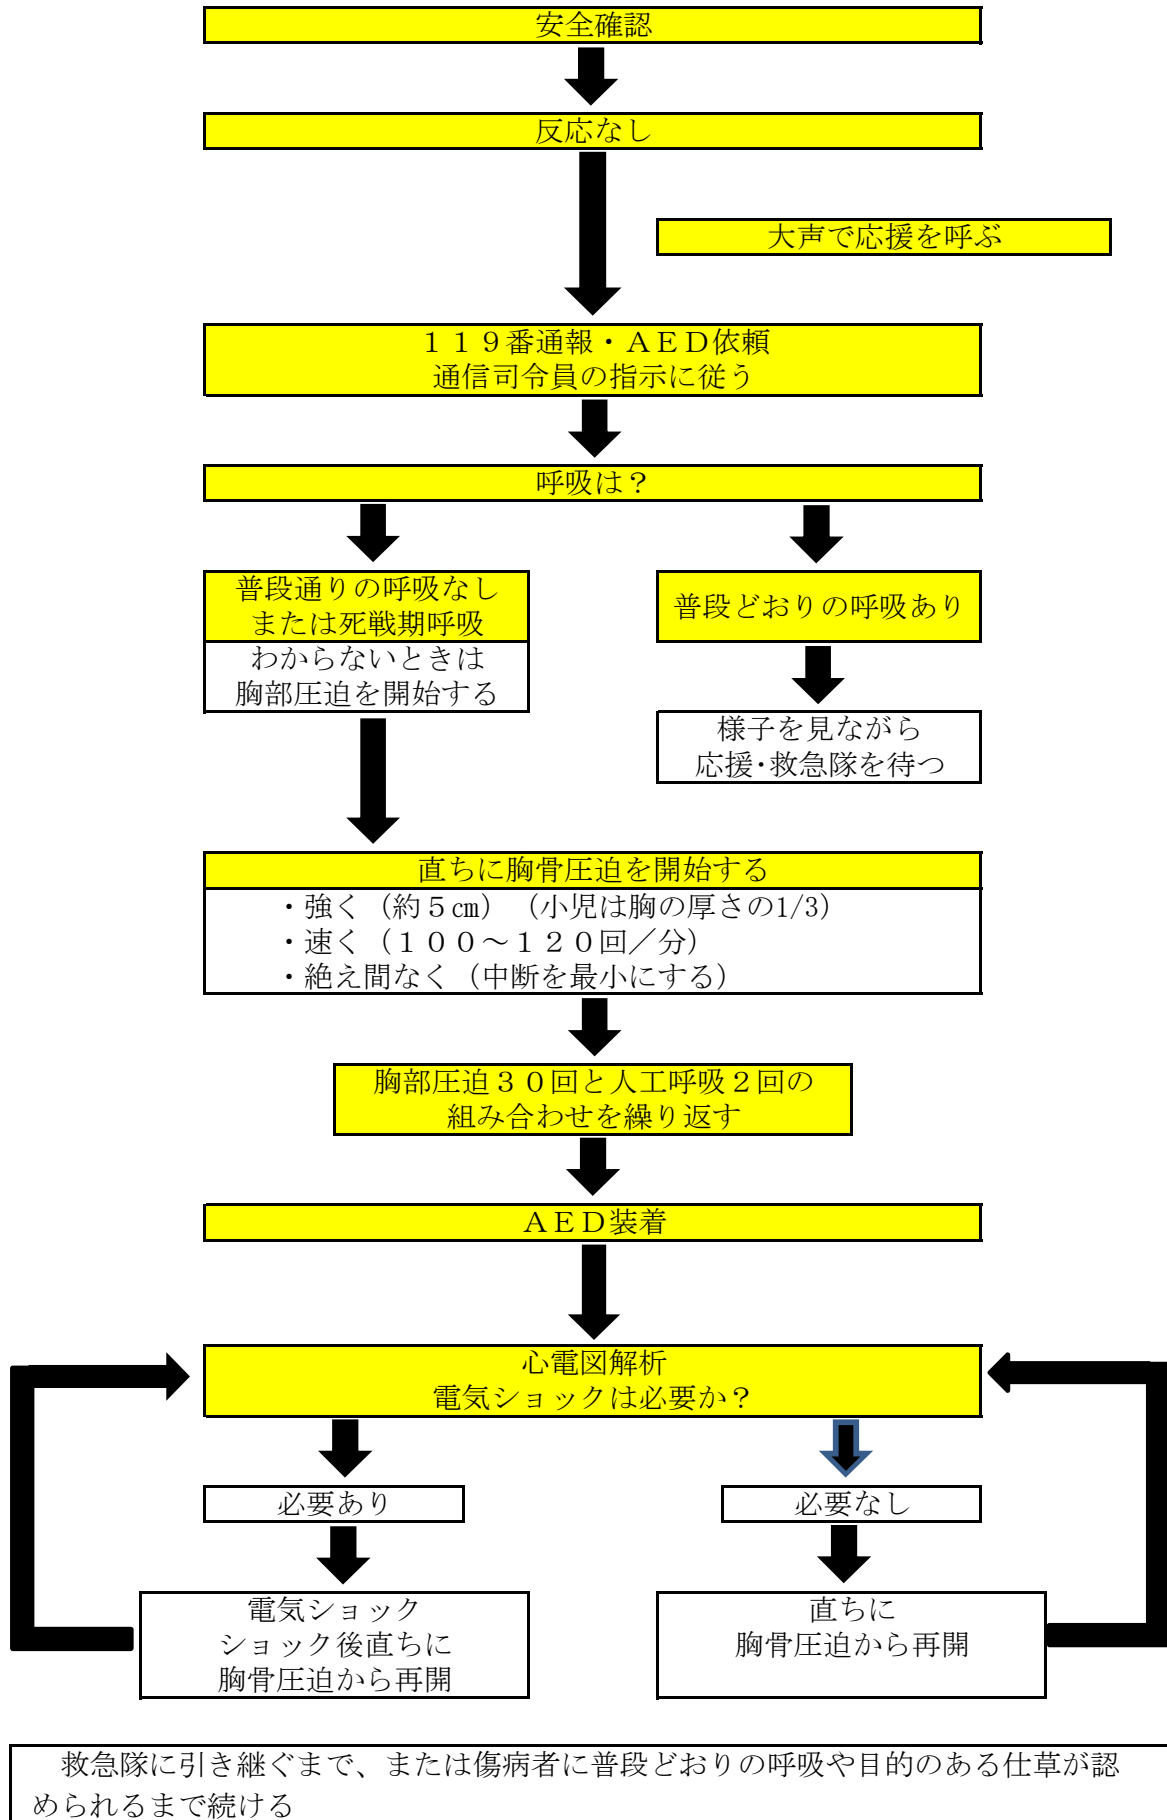 安全確認
反応なし
大声で応援を呼ぶ
１１９番通報・ＡＥＤ依頼
通信司令員の指示に従う
呼吸は？
普段通りの呼吸なし
または死戦期呼吸
わからないときは
胸部圧迫を開始する
普段どおりの呼吸あり
様子を見ながら
応援･救急隊を待つ
直ちに胸骨圧迫を開始する
・強く（約５㎝）（小児は胸の厚さの1/3）
・速く（１００～１２０回／分）
・絶え間なく（中断を最小にする）
胸部圧迫３０回と人工呼吸２回の
組み合わせを繰り返す
ＡＥＤ装着
心電図解析
電気ショックは必要か？
必要あり
必要なし
電気ショック
ショック後直ちに
胸骨圧迫から再開
直ちに
胸骨圧迫から再開
救急隊に引き継ぐまで、または傷病者に普段どおりの呼吸や目的のある仕草が認
められるまで続ける